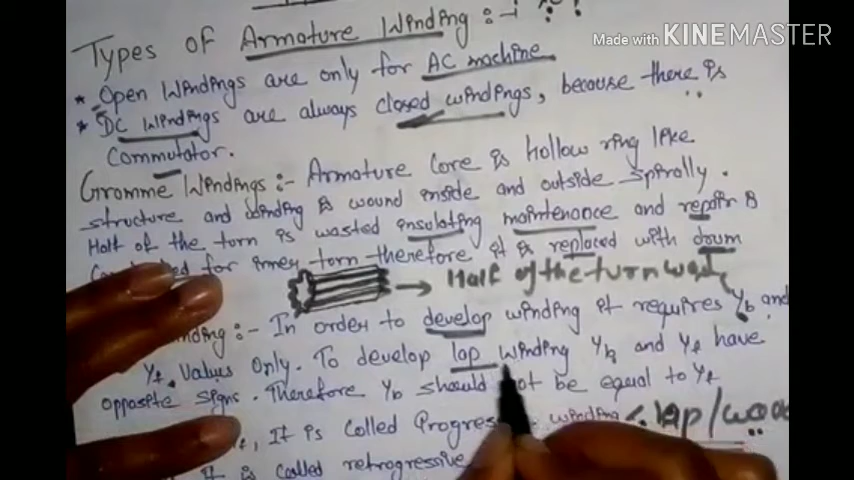 Types of Armature Winding :-
Made with KINEMASTER
* Open Windings are only for AC machine
* DC Windings are always closed windings, because there is
Commutator.
Gromme Windings :- Armature Core is hollow ring like
structure and winding is wound inside and outside spirally.
Half of the turn is wasted insulating maintenance and repair is
for inner turn therefore it is replaced with drum
→ Half of the turn
winding :- In order to develop winding it requires Yb and
Yf values Only. To develop lap winding Yb and Yf have
opposite signs. Therefore Yb should not be equal to Yf
It is called winding lap/
is called retrogressive